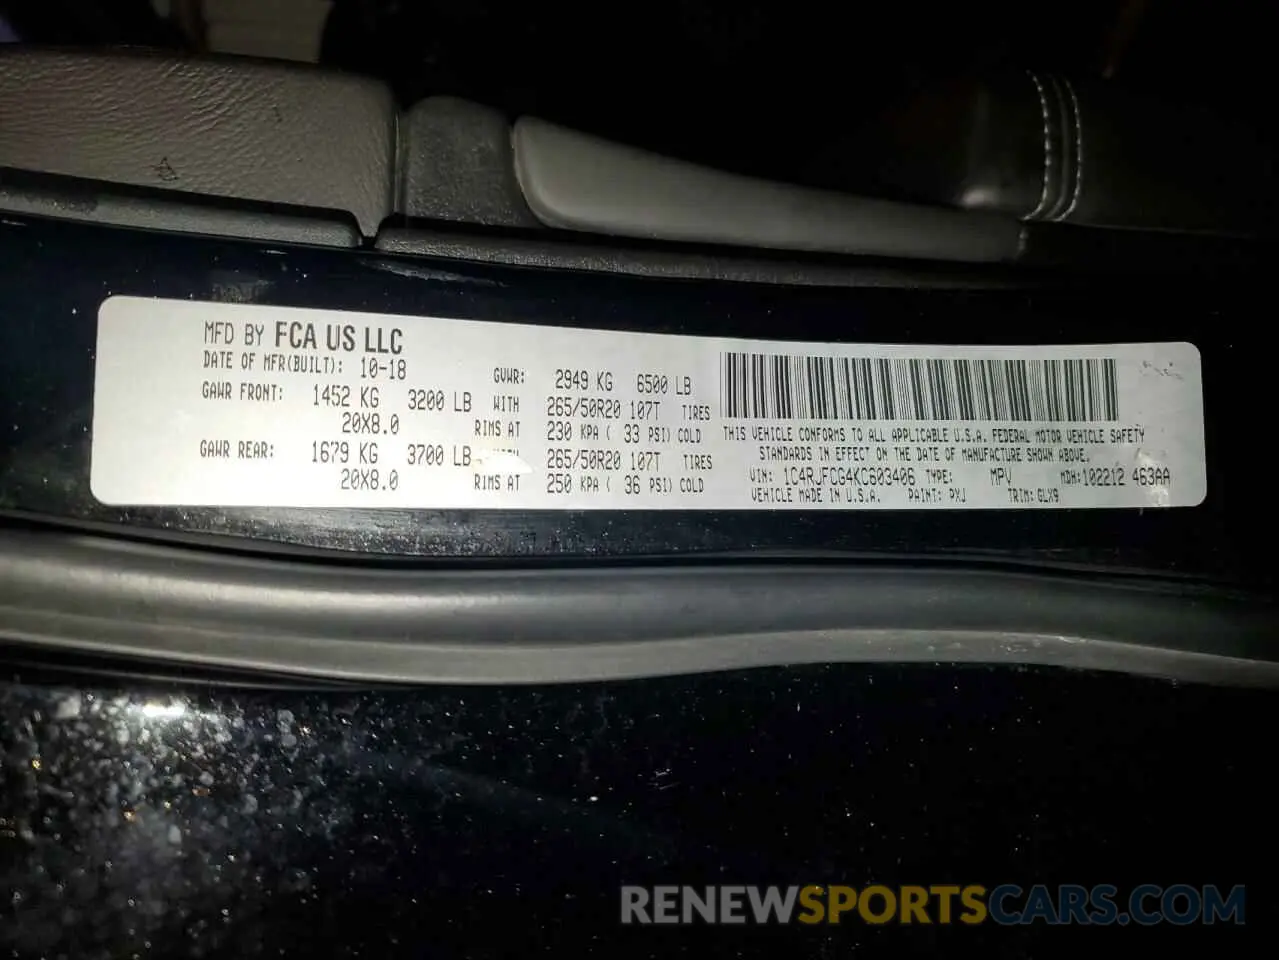 MFD BY FCA US LLC
DATE OF MFR(BUILT): 10-18
GVWR: 2949 KG 6500 LB
GAWR FRONT: 1452 KG 3200 LB WITH 265/50R20 107T TIRES
20X8.0 RIMS AT 230 KPA ( 33 PSI) COLD
GAWR REAR: 1679 KG 3700 LB 265/50R20 107T TIRES
20X8.0 RIMS AT 250 KPA ( 36 PSI) COLD
THIS VEHICLE CONFORMS TO ALL APPLICABLE U.S.A. FEDERAL MOTOR VEHICLE SAFETY
STANDARDS IN EFFECT ON THE DATE OF MANUFACTURE SHOWN ABOVE.
VIN: 1C4RJFCG4KC603406 TYPE: MPV MDH:102212 463AA
VEHICLE MADE IN U.S.A. PAINT: PXJ TRIM: GLX9
RENEWSPORTSCARS.COM